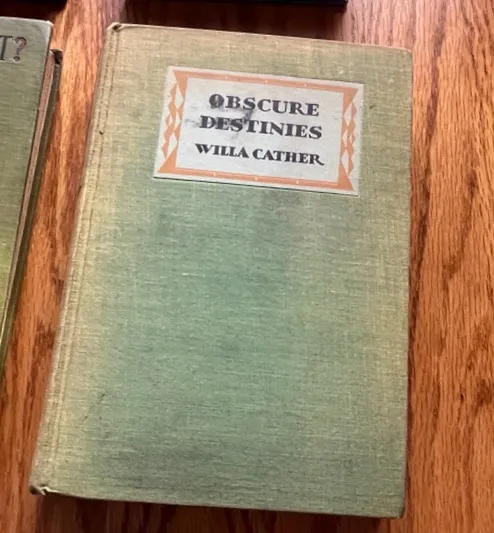 T?
OBSCURE
DESTINIES
WILLA CATHER